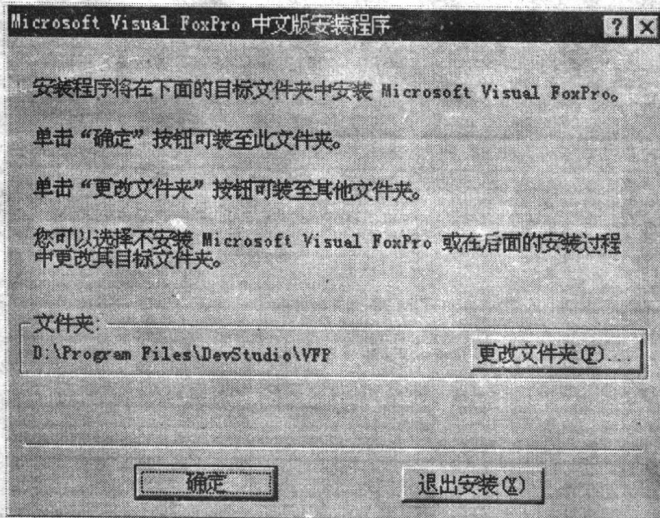 Microsoft Visual FoxPro 中文版安装程序
安装程序将在下面的目标文件夹中安装 Microsoft Visual FoxPro。
单击“确定”按钮可装至此文件夹。
单击“更改文件夹”按钮可装至其他文件夹。
您可以选择不安装 Microsoft Visual FoxPro 或在后面的安装过程
中更改其目标文件夹。
文件夹:
D:\Program Files\DevStudio\VFP
更改文件夹(F)...
确定
退出安装(X)